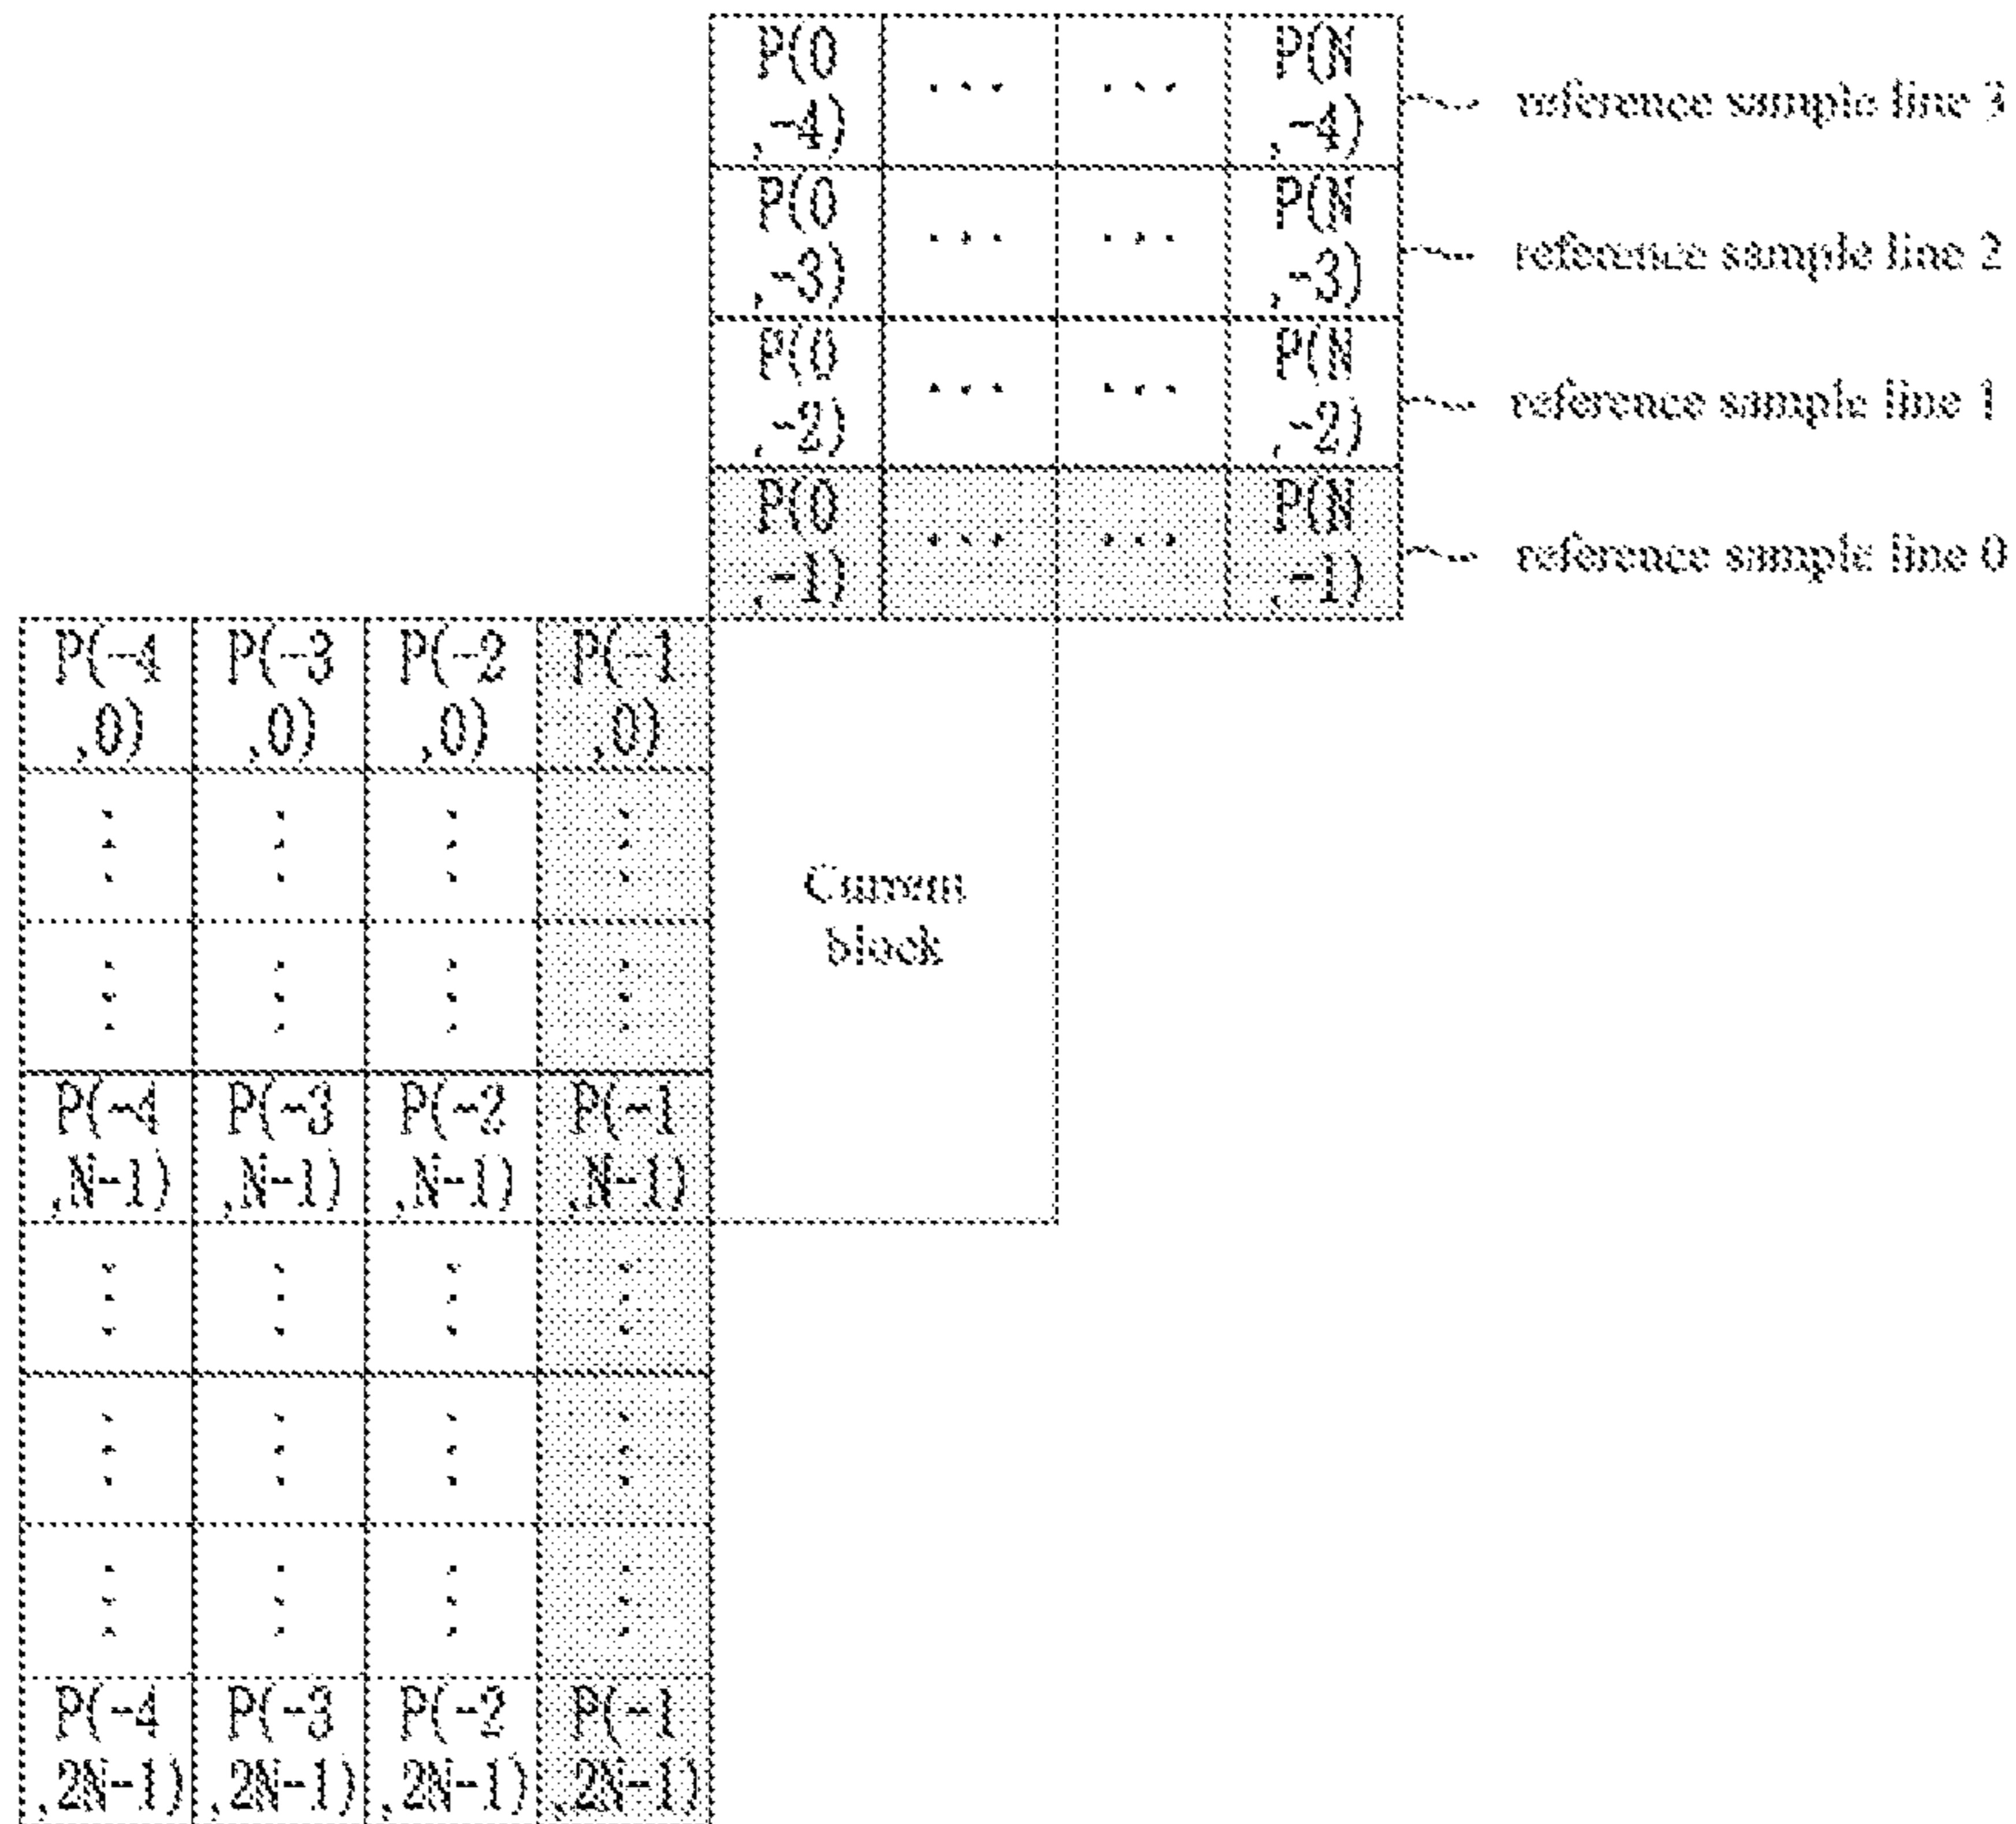 P(0 ... ... P(N
,-4) ,-4) reference sample line 3
P(0 ... ... P(N
,-3) ,-3) reference sample line 2
P(0 ... ... P(N
,-2) ,-2) reference sample line 1
P(0 ... ... P(N
,-1) ,-1) reference sample line 0
P(-4 P(-3 P(-2 P(-1
,0) ,0) ,0) ,0)
Current
block
P(-4 P(-3 P(-2 P(-1
,N-1) ,N-1) ,N-1) ,N-1)
P(-4 P(-3 P(-2 P(-1
,2N-1) ,2N-1) ,2N-1) ,2N-1)